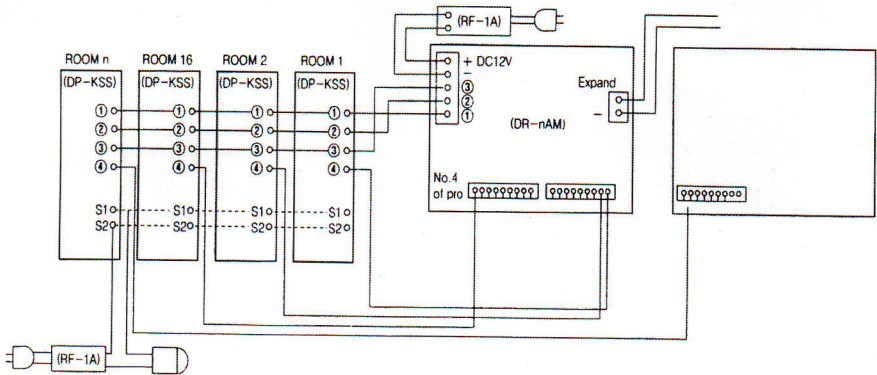 (RF-1A)
ROOM n ROOM 16 ROOM 2 ROOM 1
(DP-KSS) (DP-KSS) (DP-KSS) (DP-KSS)
+ DC12V
−
③
②
①
Expand
−
(DR-nAM)
No.4
of pro
① ① ① ①
② ② ② ②
③ ③ ③ ③
④ ④ ④ ④
S1 S1 S1 S1
S2 S2 S2 S2
(RF-1A)